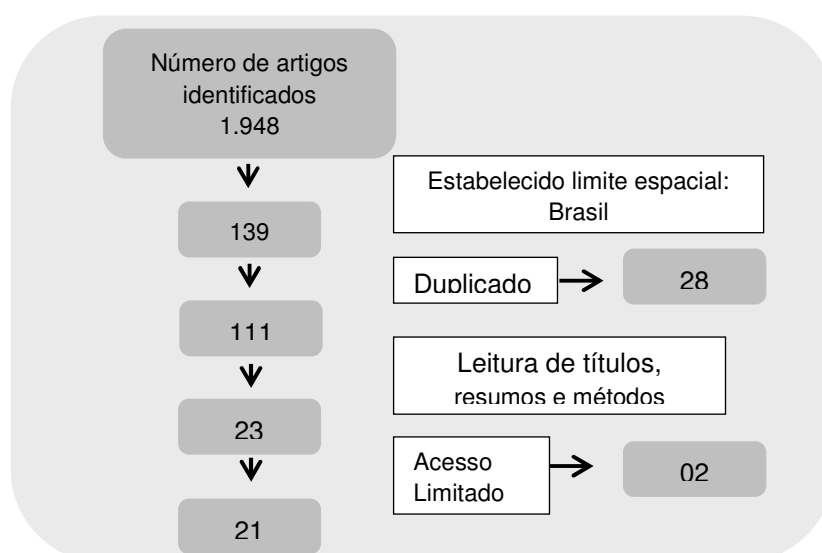 Número de artigos
identificados
1.948
Estabelecido limite espacial:
Brasil
139
Duplicado
28
111
Leitura de títulos,
resumos e métodos
23
Acesso
Limitado
02
21